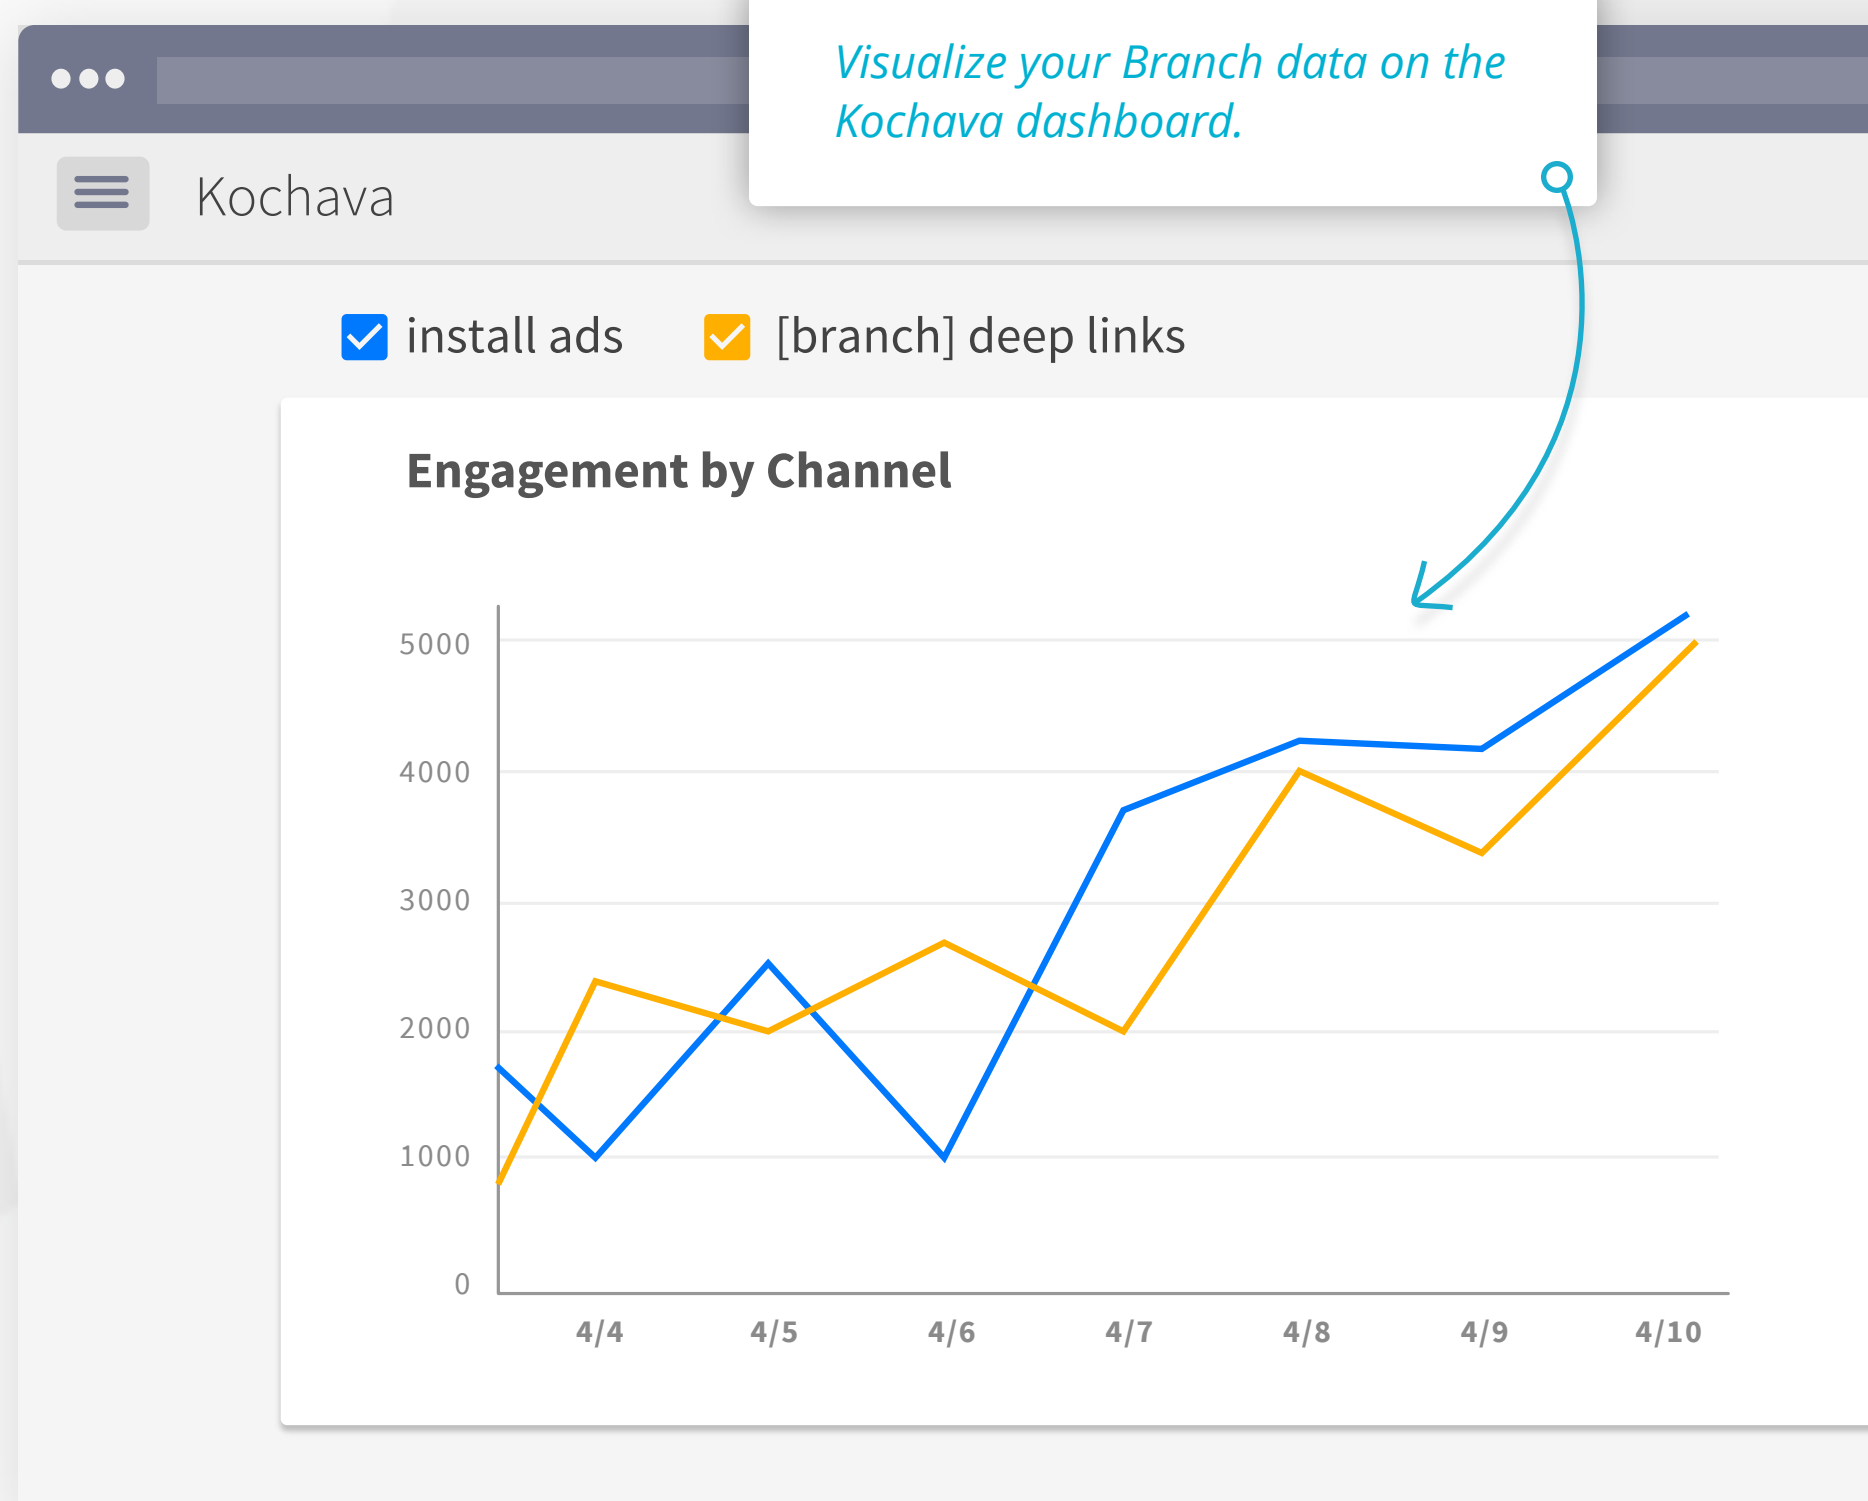 Visualize your Branch data on the
Kochava dashboard.
Kochava
install ads
[branch] deep links
Engagement by Channel
5000
4000
3000
2000
1000
0
4/4 4/5 4/6 4/7 4/8 4/9 4/10